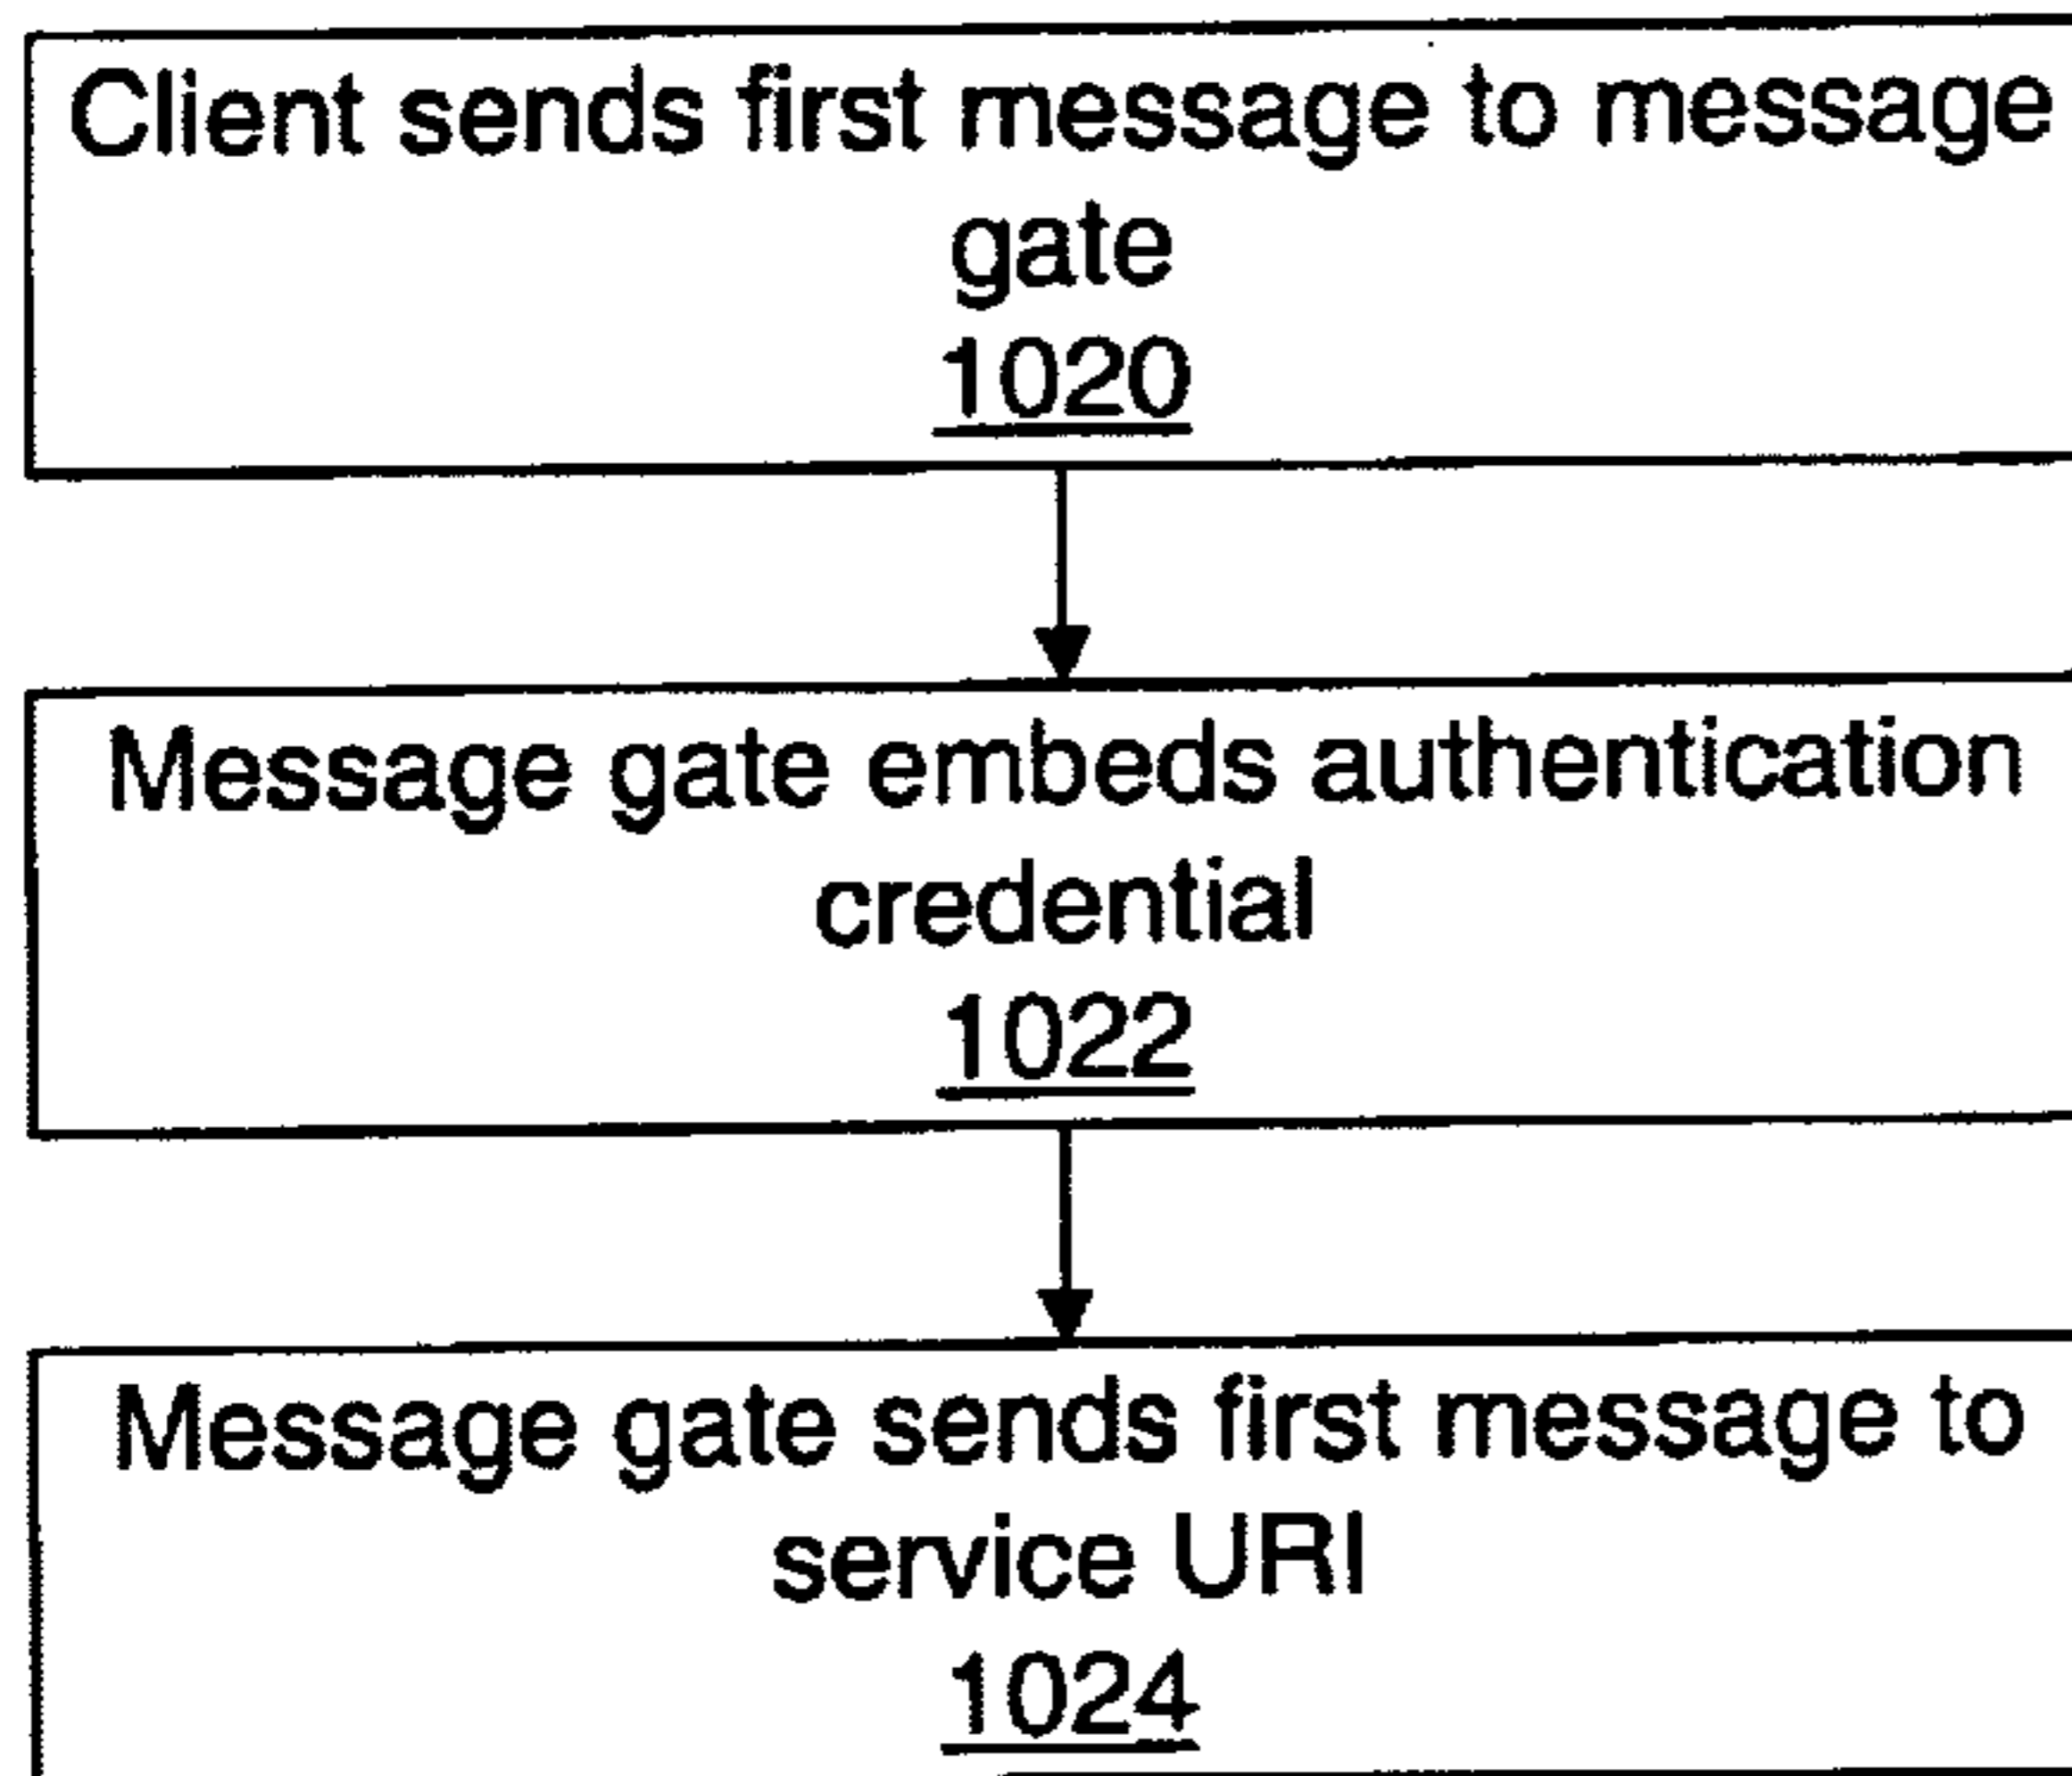 Client sends first message to message
gate
1020
Message gate embeds authentication
credential
1022
Message gate sends first message to
service URI
1024